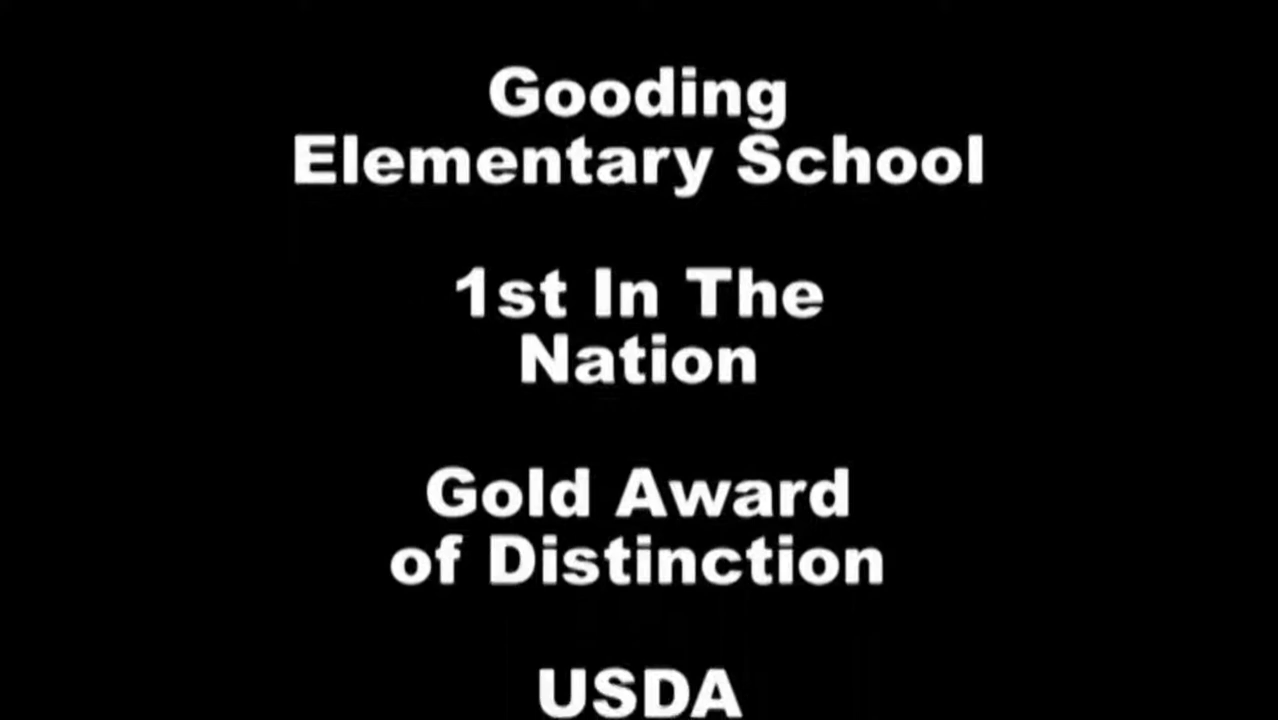 Gooding
Elementary School
1st In The
Nation
Gold Award
of Distinction
USDA